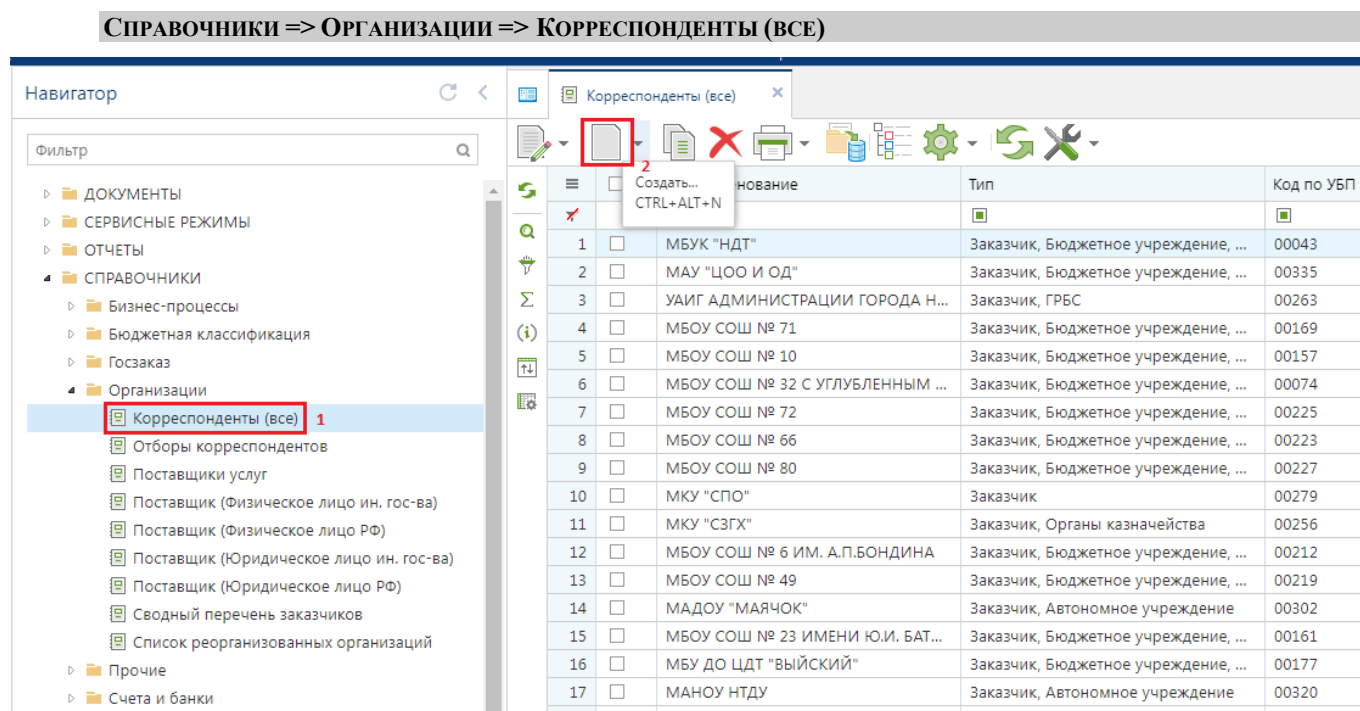 СПРАВОЧНИКИ => ОРГАНИЗАЦИИ => КОРРЕСПОНДЕНТЫ (ВСЕ)
Навигатор
Фильтр
ДОКУМЕНТЫ
СЕРВИСНЫЕ РЕЖИМЫ
ОТЧЕТЫ
СПРАВОЧНИКИ
Бизнес-процессы
Бюджетная классификация
Госзаказ
Организации
Корреспонденты (все) 1
Отборы корреспондентов
Поставщики услуг
Поставщик (Физическое лицо ин. гос-ва)
Поставщик (Физическое лицо РФ)
Поставщик (Юридическое лицо ин. гос-ва)
Поставщик (Юридическое лицо РФ)
Сводный перечень заказчиков
Список реорганизованных организаций
Прочие
Счета и банки
Корреспонденты (все)
2
Создать...
CTRL+ALT+N
нование Тип Код по УБП
1 МБУК "НДТ" Заказчик, Бюджетное учреждение, ... 00043
2 МАУ "ЦОО И ОД" Заказчик, Бюджетное учреждение, ... 00335
3 УАИГ АДМИНИСТРАЦИИ ГОРОДА Н... Заказчик, ГРБС 00263
4 МБОУ СОШ № 71 Заказчик, Бюджетное учреждение, ... 00169
5 МБОУ СОШ № 10 Заказчик, Бюджетное учреждение, ... 00157
6 МБОУ СОШ № 32 С УГЛУБЛЕННЫМ ... Заказчик, Бюджетное учреждение, ... 00074
7 МБОУ СОШ № 72 Заказчик, Бюджетное учреждение, ... 00225
8 МБОУ СОШ № 66 Заказчик, Бюджетное учреждение, ... 00223
9 МБОУ СОШ № 80 Заказчик, Бюджетное учреждение, ... 00227
10 МКУ "СПО" Заказчик 00279
11 МКУ "СЗГХ" Заказчик, Органы казначейства 00256
12 МБОУ СОШ № 6 ИМ. А.П.БОНДИНА Заказчик, Бюджетное учреждение, ... 00212
13 МБОУ СОШ № 49 Заказчик, Бюджетное учреждение, ... 00219
14 МАДОУ "МАЯЧОК" Заказчик, Автономное учреждение 00302
15 МБОУ СОШ № 23 ИМЕНИ Ю.И. БАТ... Заказчик, Бюджетное учреждение, ... 00161
16 МБУ ДО ЦДТ "ВЫЙСКИЙ" Заказчик, Бюджетное учреждение, ... 00177
17 МАНОУ НТДУ Заказчик, Автономное учреждение 00320